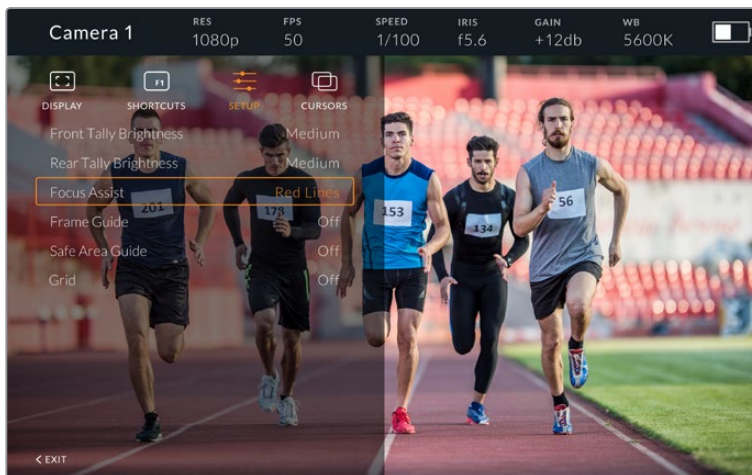 Camera 1
RES
1080p
FPS
50
SPEED
1/100
IRIS
f5.6
GAIN
+12db
WB
5600K
F1
DISPLAY
SHORTCUTS
SETUP
CURSORS
Front Tally Brightness Medium
Rear Tally Brightness Medium
Focus Assist Red Lines
Frame Guide Off
Safe Area Guide Off
Grid Off
201
178
153
134
56
< EXIT